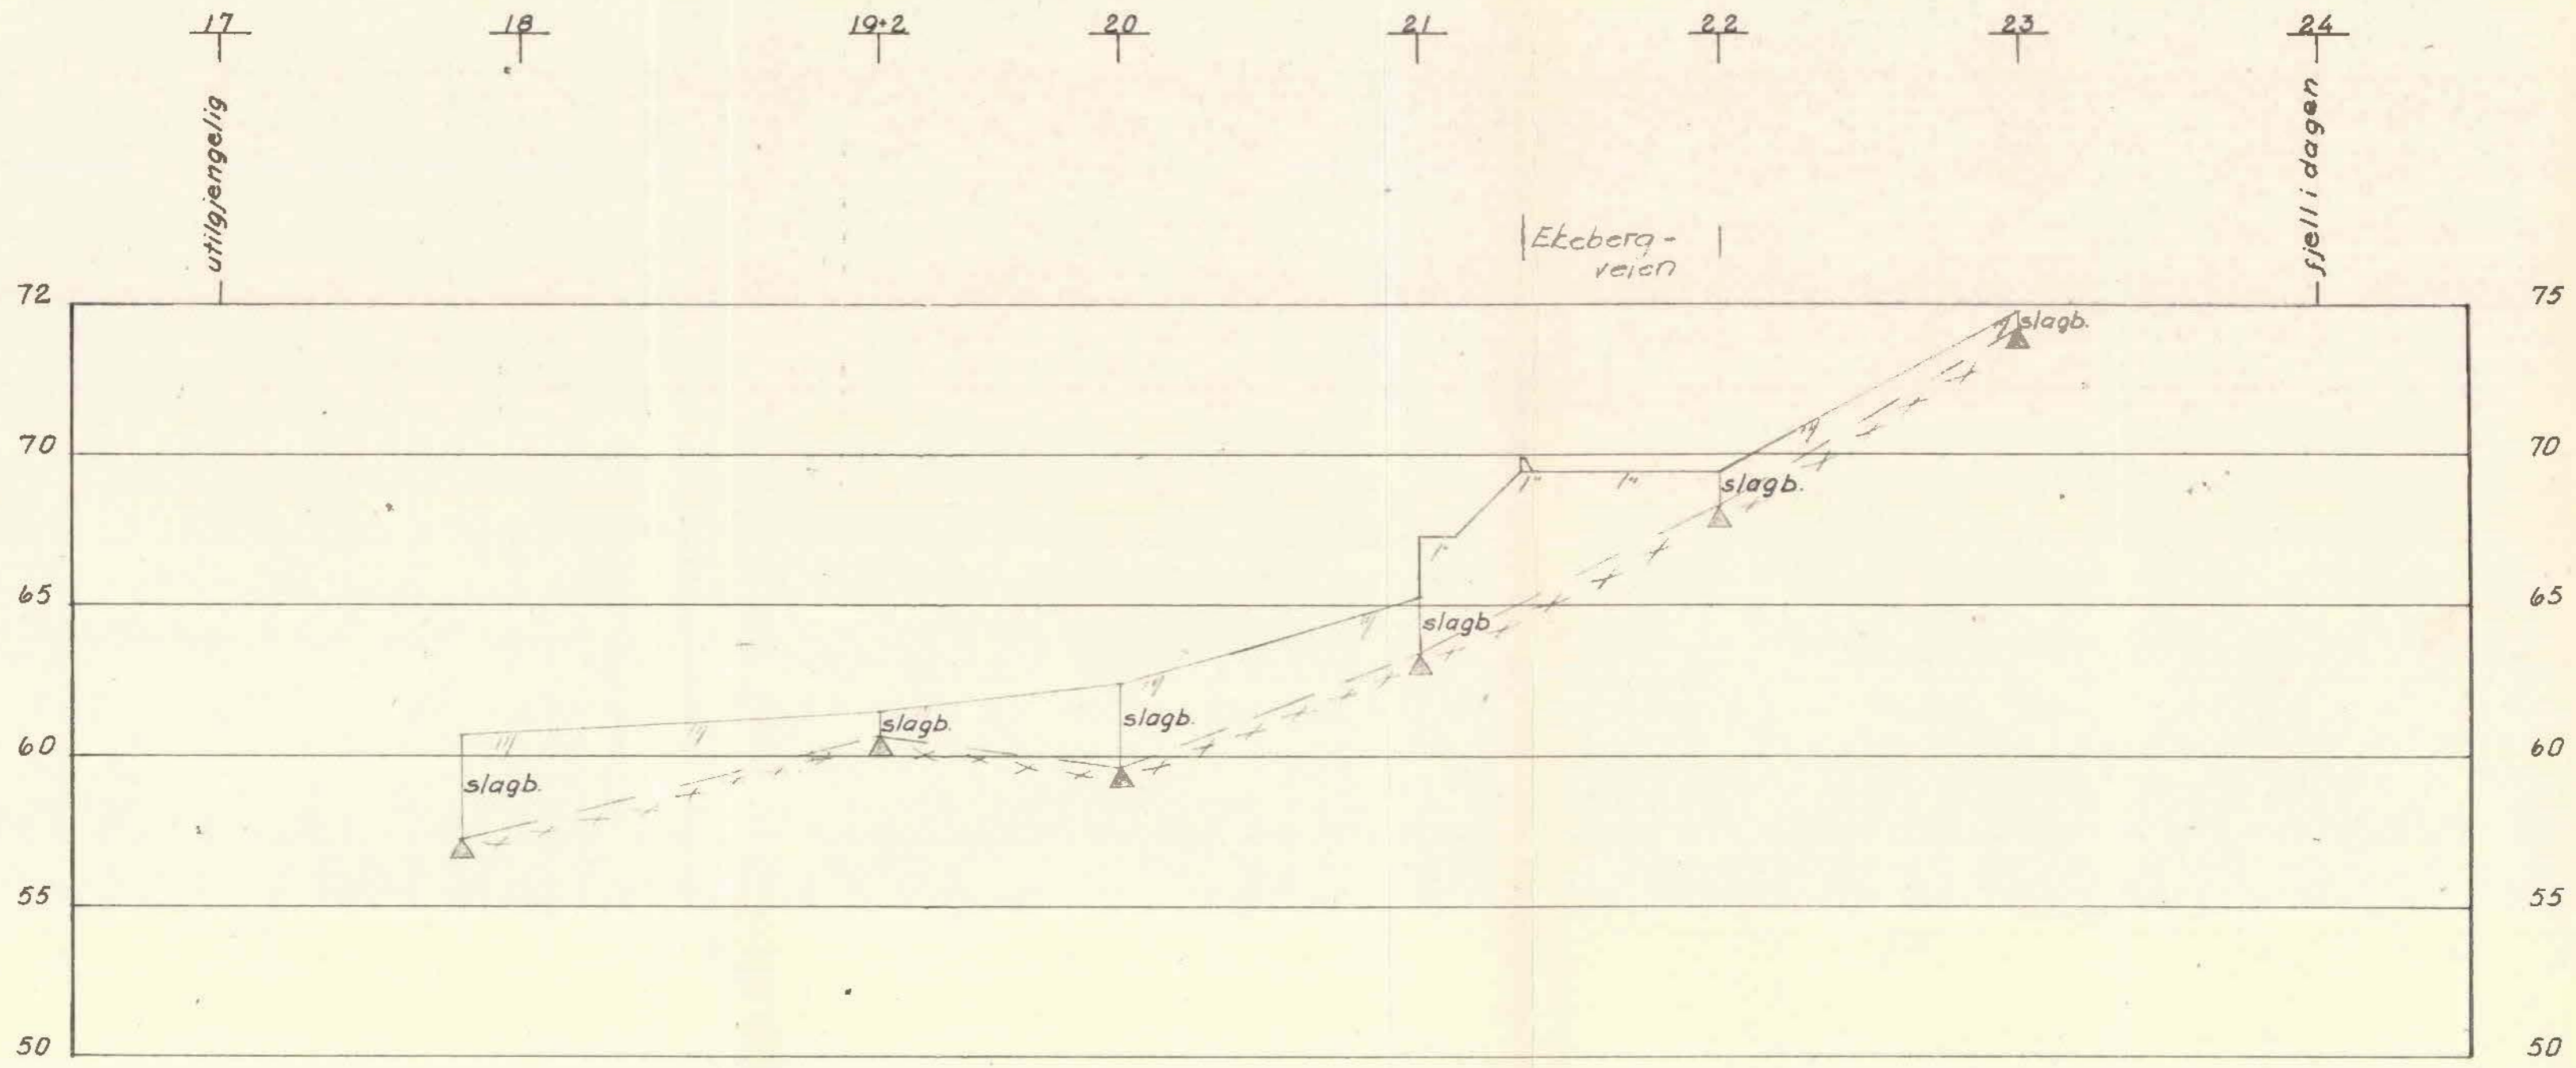 17 18 19+2 20 21 22 23 24
utilgjengelig
fjell i dagen
Ekeberg-
veien
72 75
slagb.
70 70
slagb.
65 65
slagb
slagb.
slagb.
60 60
slagb.
55 55
50 50